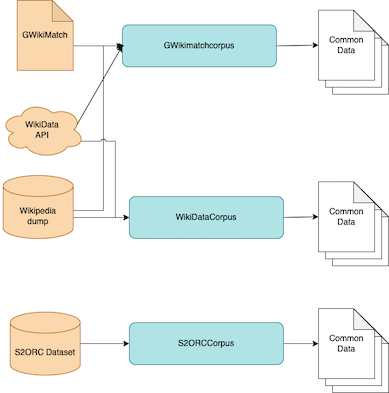 GWikiMatch
GWikimatchcorpus
Common
Data
WikiData
API
Wikipedia
dump
WikiDataCorpus
Common
Data
S2ORC Dataset
S2ORCCorpus
Common
Data